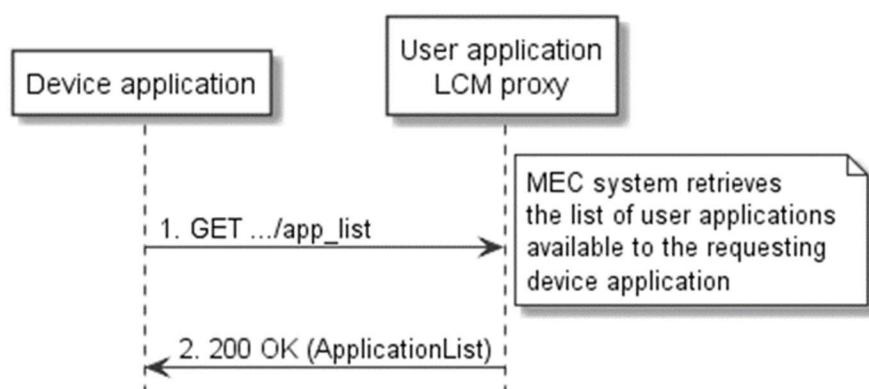 Device application
User application
LCM proxy
MEC system retrieves
the list of user applications
available to the requesting
device application
1. GET .../app_list
2. 200 OK (ApplicationList)